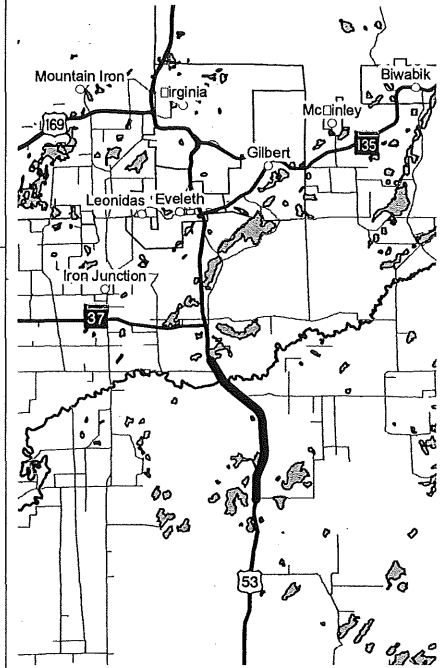 Biwabik
Mountain Iron
□irginia
169
Mc□inley
135
Gilbert
Leonidas
Eveleth
Iron Junction
37
53